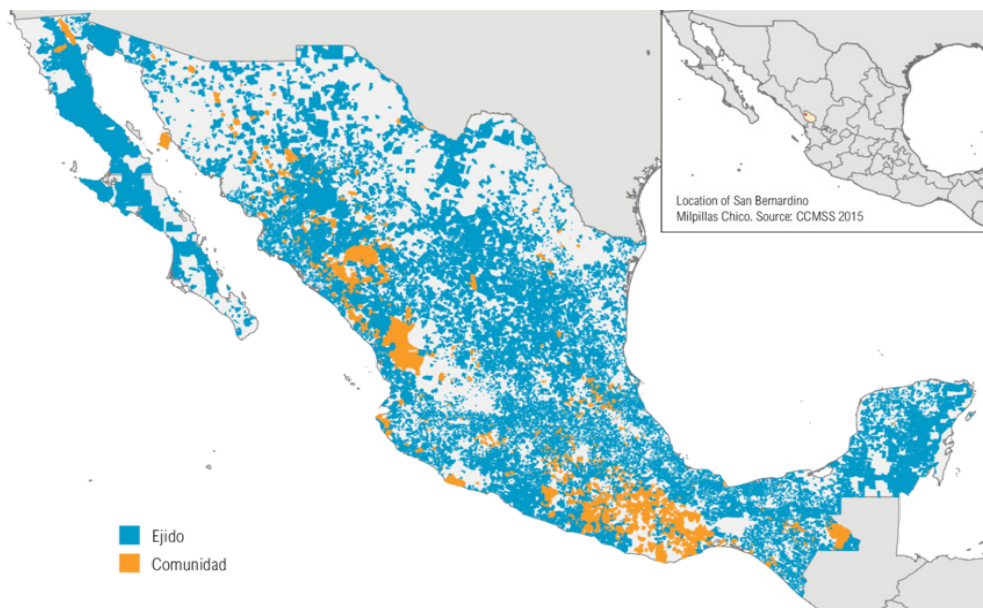 Location of San Bernardino
Milpillas Chico. Source: CCMSS 2015
Ejido
Comunidad